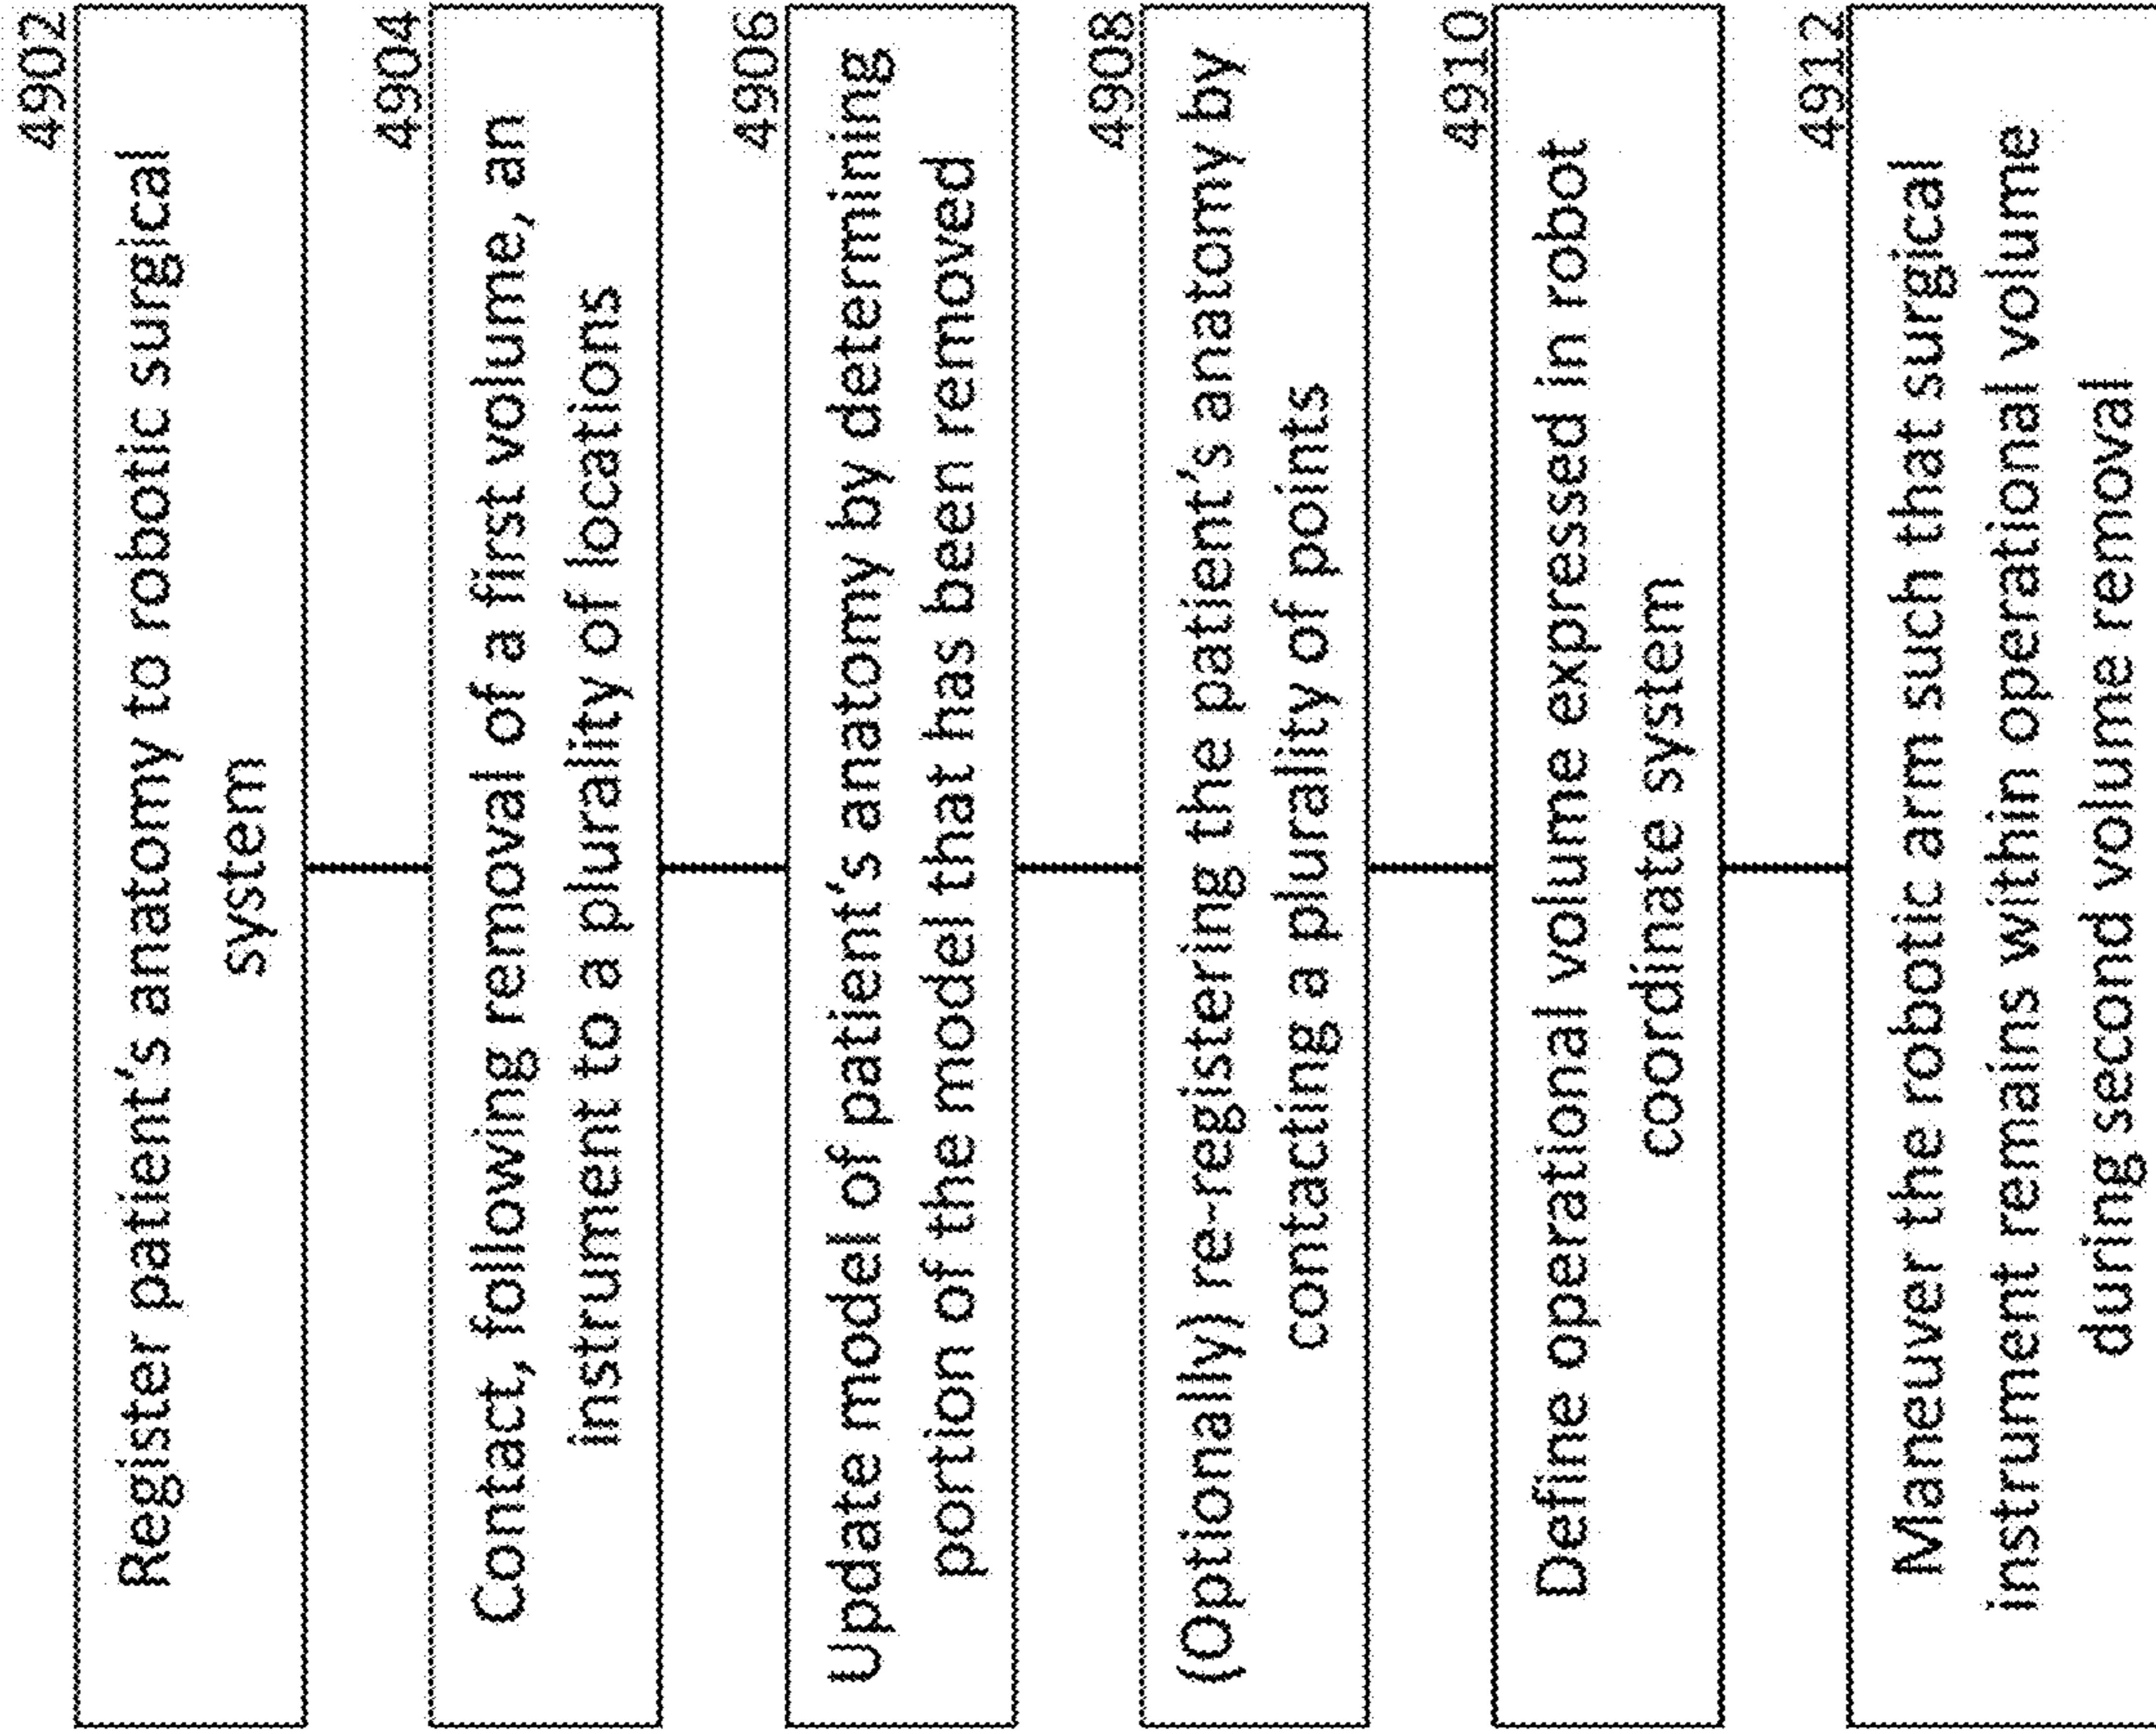 4902
Register patient's anatomy to robotic surgical
system
4904
Contact, following removal of a first volume, an
instrument to a plurality of locations
4906
Update model of patient's anatomy by determining
portion of the model that has been removed
4908
(Optionally) re-registering the patient's anatomy by
contacting a plurality of points
4910
Define operational volume expressed in robot
coordinate system
4912
Maneuver the robotic arm such that surgical
instrument remains within operational volume
during second volume removal